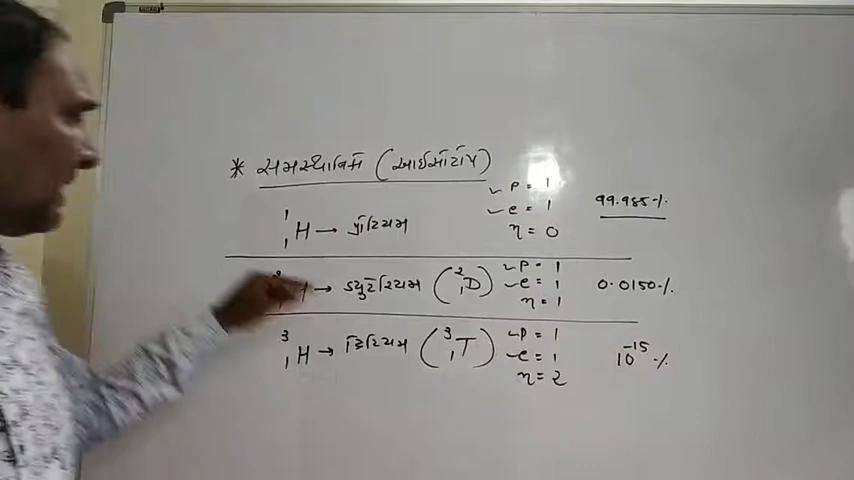 * સમસ્થાનિકો (આઇસોટોપ)
¹₁H → પ્રોટિયમ p = 1 e = 1 n = 0 99.985%
H → ડ્યુટેરિયમ (²₁D) p = 1 e = 1 n = 1 0.0150%
³₁H → ટ્રિટિયમ (³₁T) p = 1 e = 1 n = 2 10⁻¹⁵%